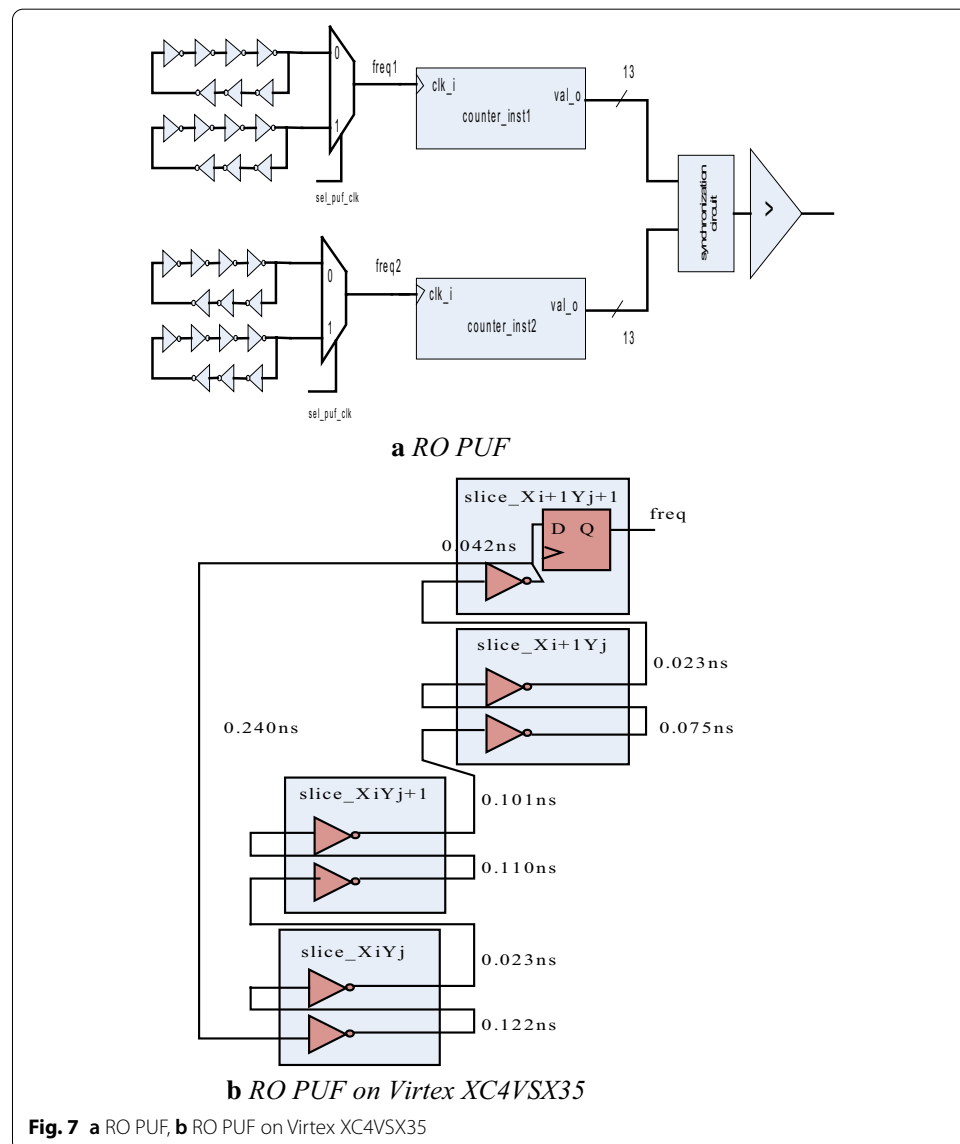 0
freq1
clk_i
val_o
13
counter_inst1
1
sel_puf_clk
synchronization
circuit
>
0
freq2
clk_i
val_o
counter_inst2
1
13
sel_puf_clk
a RO PUF
slice_Xi+1Yj+1
freq
D Q
0.042ns
slice_Xi+1Yj
0.023ns
0.240ns
0.075ns
slice_XiYj+1
0.101ns
0.110ns
slice_XiYj
0.023ns
0.122ns
b RO PUF on Virtex XC4VSX35
Fig. 7 a RO PUF, b RO PUF on Virtex XC4VSX35